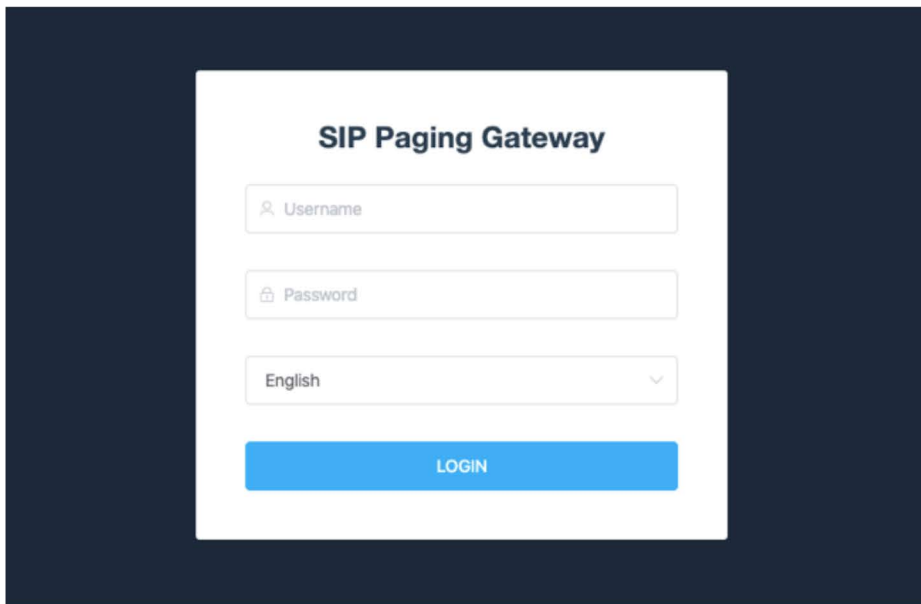 SIP Paging Gateway
Username
Password
English
LOGIN